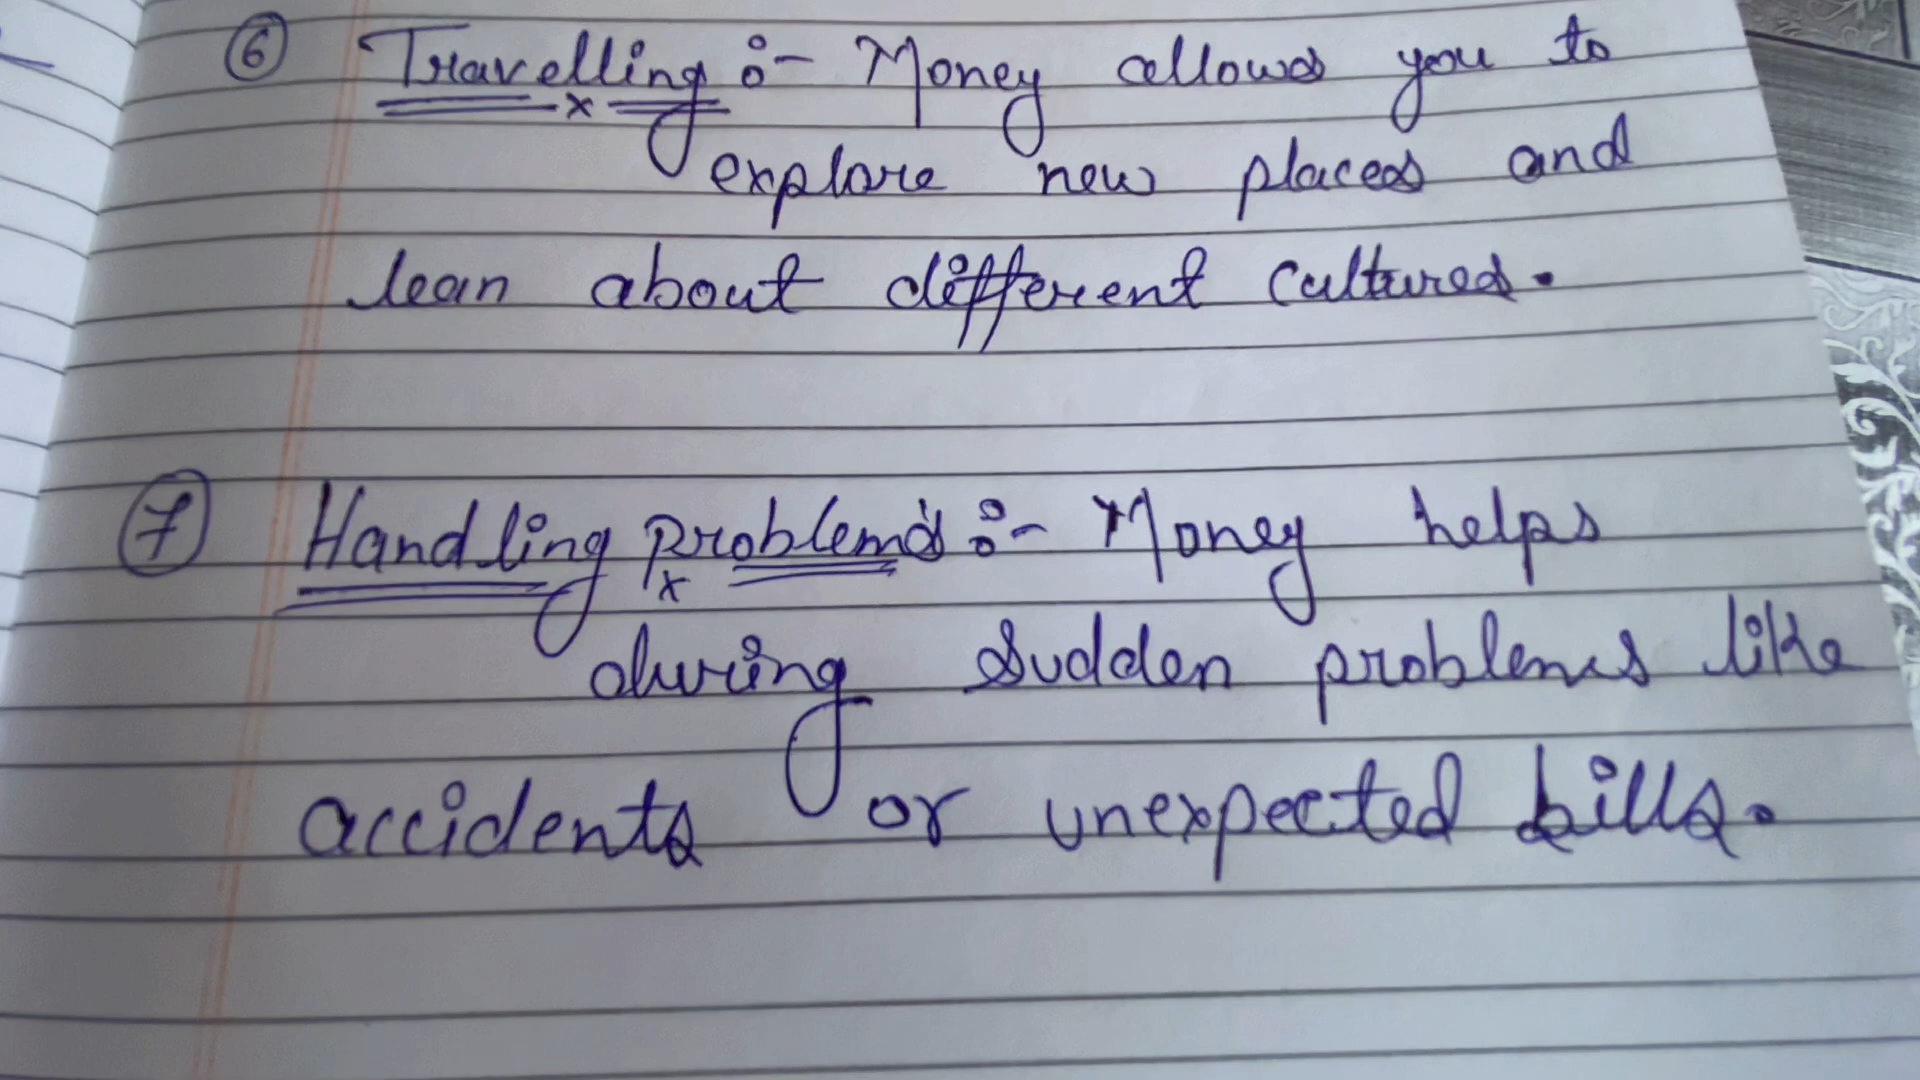 ⑥ Travelling :- Money allows you to
explore new places and
lean about different cultures.
⑦ Handling problems :- Money helps
during sudden problems like
accidents or unexpected bills.